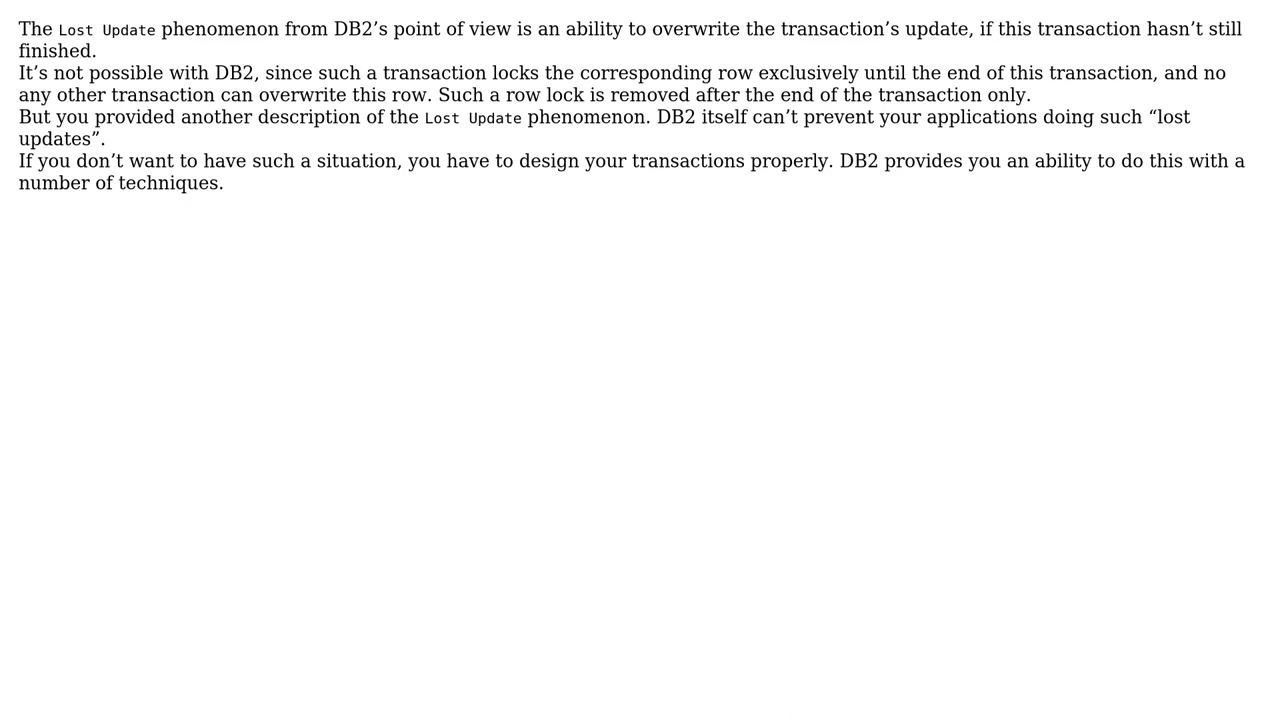 The Lost Update phenomenon from DB2’s point of view is an ability to overwrite the transaction’s update, if this transaction hasn’t still
finished.
It’s not possible with DB2, since such a transaction locks the corresponding row exclusively until the end of this transaction, and no
any other transaction can overwrite this row. Such a row lock is removed after the end of the transaction only.
But you provided another description of the Lost Update phenomenon. DB2 itself can’t prevent your applications doing such “lost
updates”.
If you don’t want to have such a situation, you have to design your transactions properly. DB2 provides you an ability to do this with a
number of techniques.